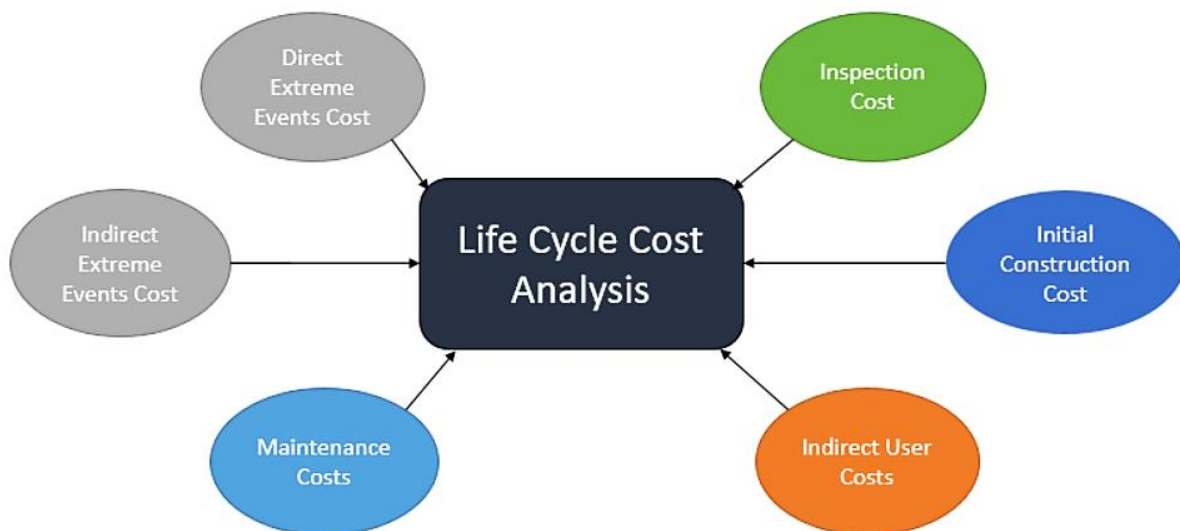 Direct
Extreme
Events Cost
Inspection
Cost
Indirect
Extreme
Events Cost
Life Cycle Cost
Analysis
Initial
Construction
Cost
Maintenance
Costs
Indirect User
Costs